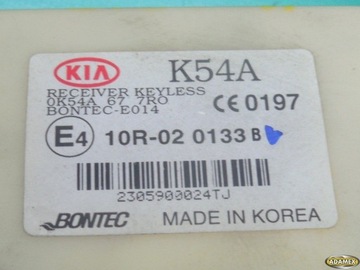 KIA K54A
RECEIVER KEYLESS
0K54A 67 7R0
BONTEC-E014
CE 0197
E4 10R-02 0133 B
2305900024TJ
BONTEC MADE IN KOREA
ADAMEX